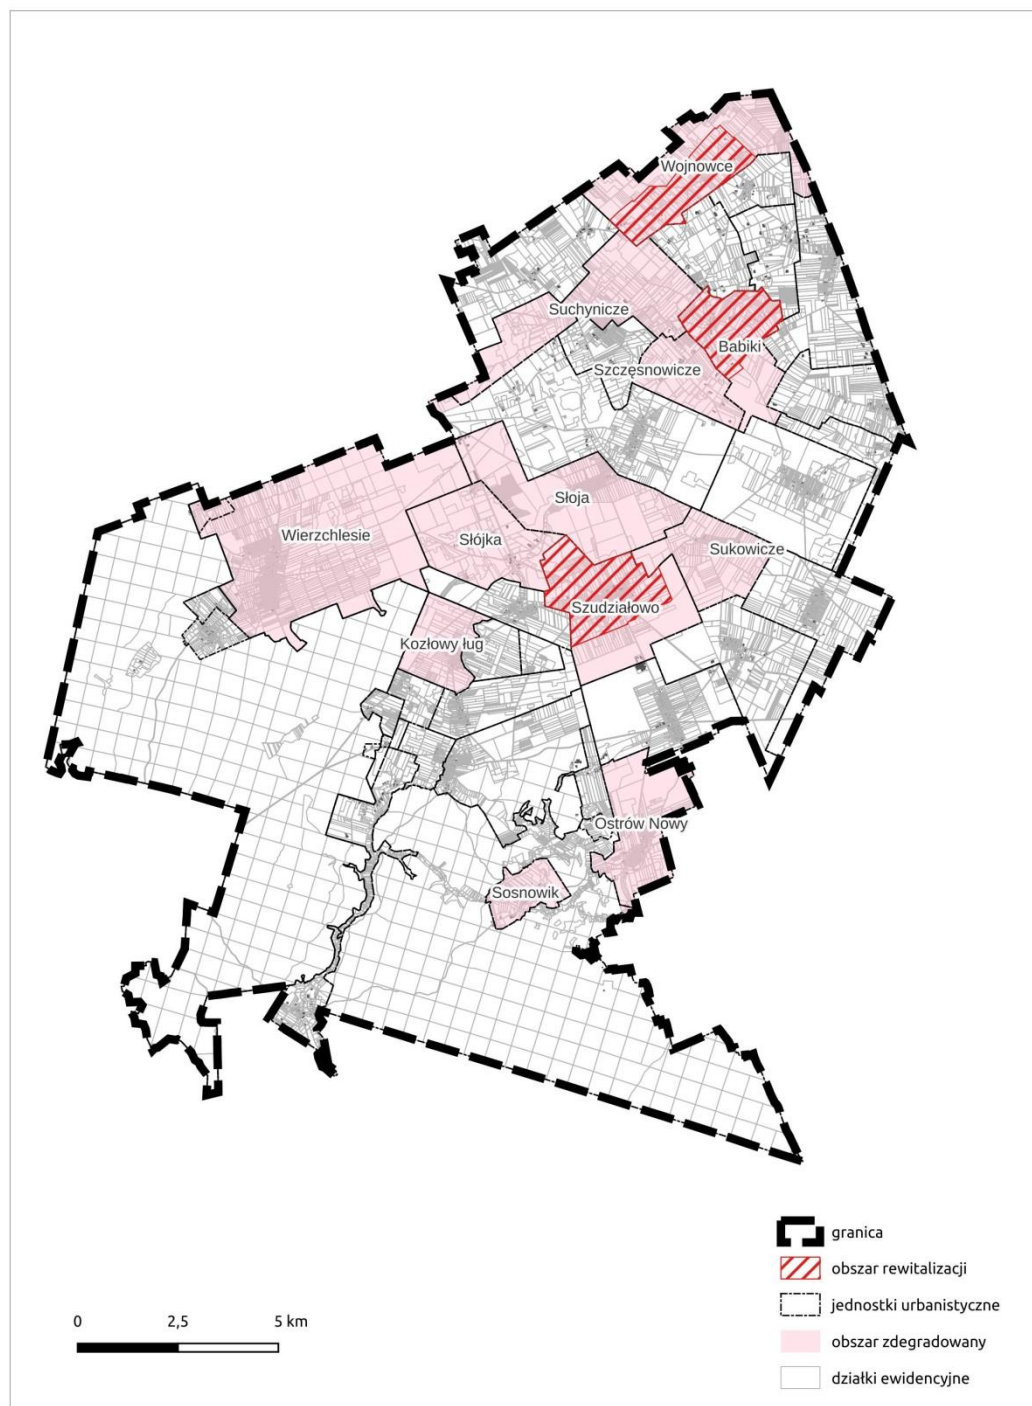 Wojnowce
Suchynicze
Babiki
Szczęsnowicze
Słoja
Wierzchlesie
Słójka
Sukowicze
Szudziałowo
Kozłowy ług
Ostrów Nowy
Sosnowik
granica
obszar rewitalizacji
jednostki urbanistyczne
obszar zdegradowany
działki ewidencyjne
0 2,5 5 km